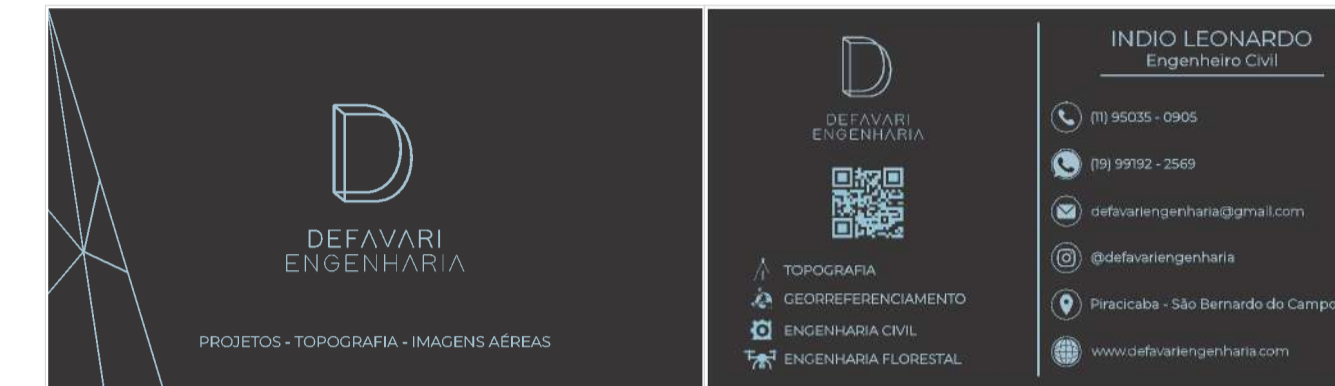 DEFAVARI
ENGENHARIA
PROJETOS - TOPOGRAFIA - IMAGENS AÉREAS
DEFAVARI
ENGENHARIA
TOPOGRAFIA
GEORREFERENCIAMENTO
ENGENHARIA CIVIL
ENGENHARIA FLORESTAL
INDIO LEONARDO
Engenheiro Civil
(11) 95035 - 0905
(19) 99192 - 2569
defavariengenharia@gmail.com
@defavariengenharia
Piracicaba - São Bernardo do Campo
www.defavariengenharia.com